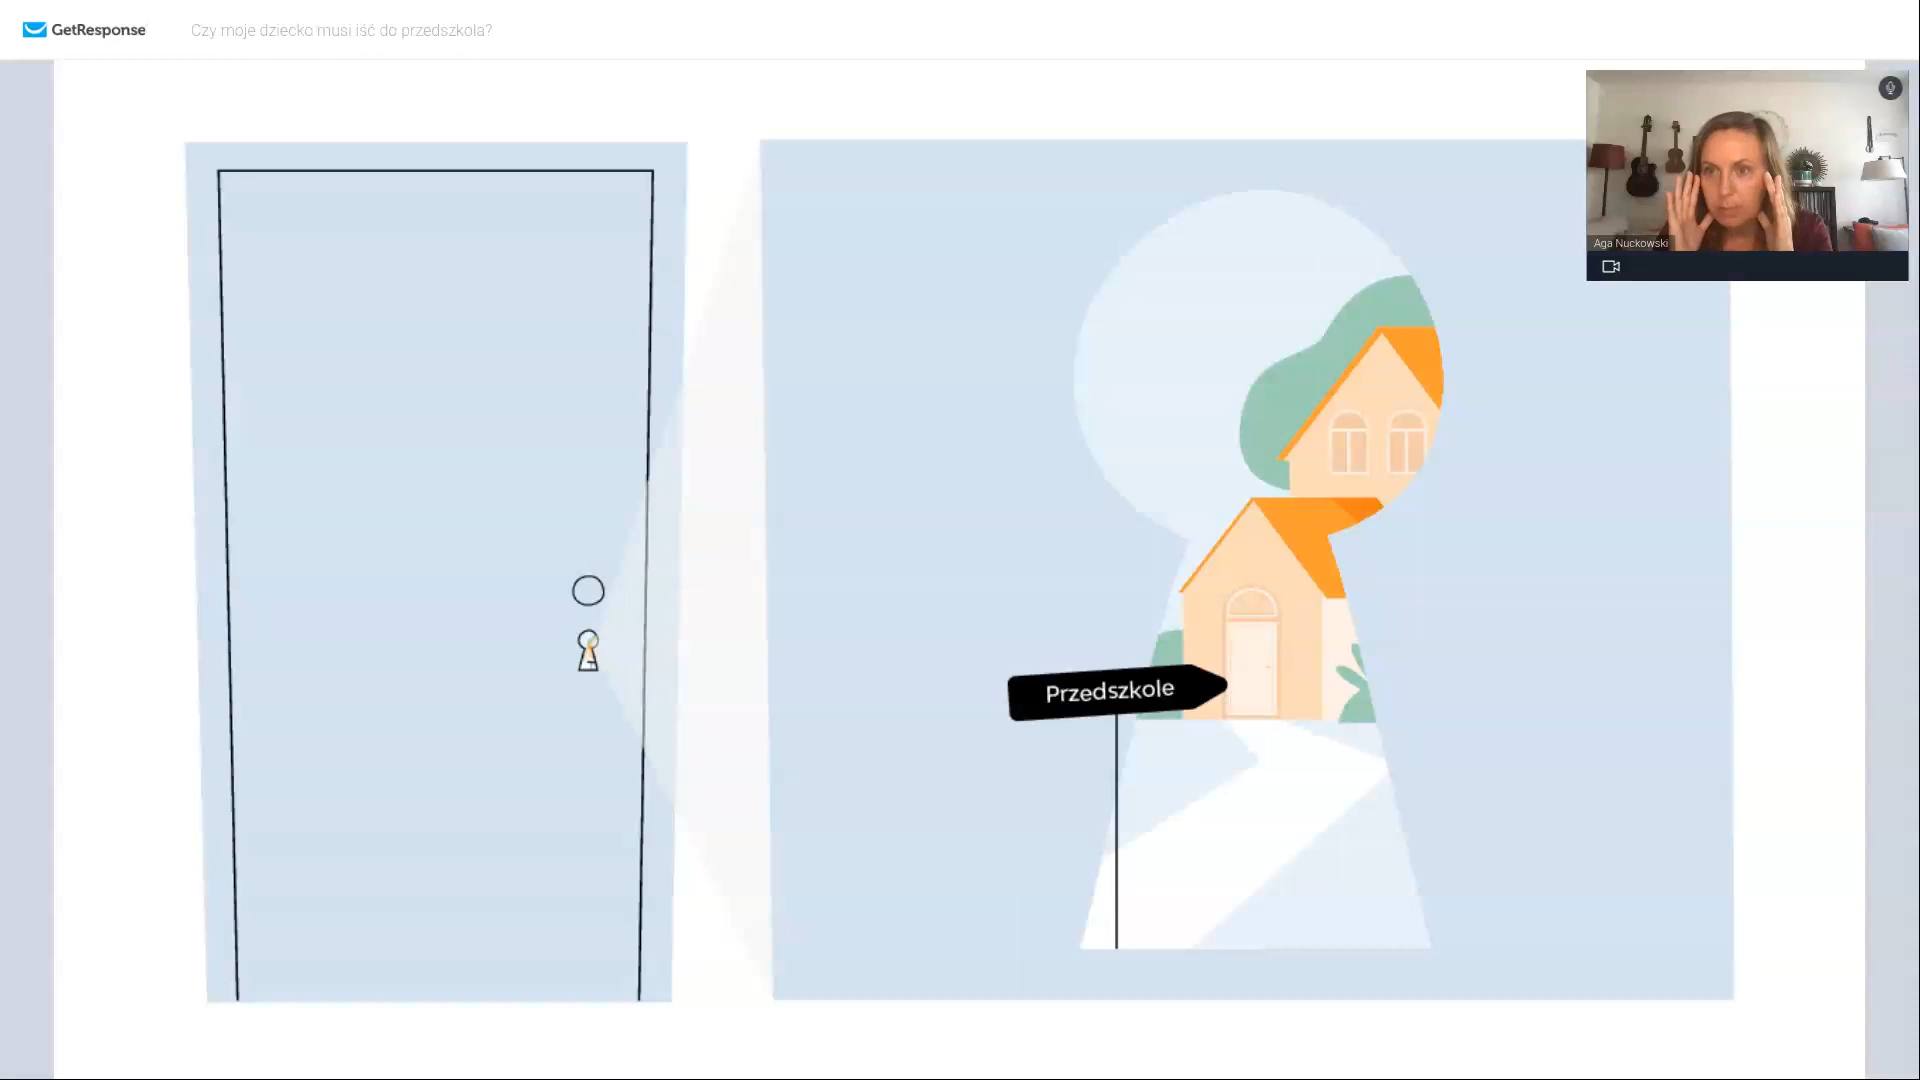 GetResponse
Czy moje dziecko musi iść do przedszkola?
Aga Nuckowski
Przedszkole